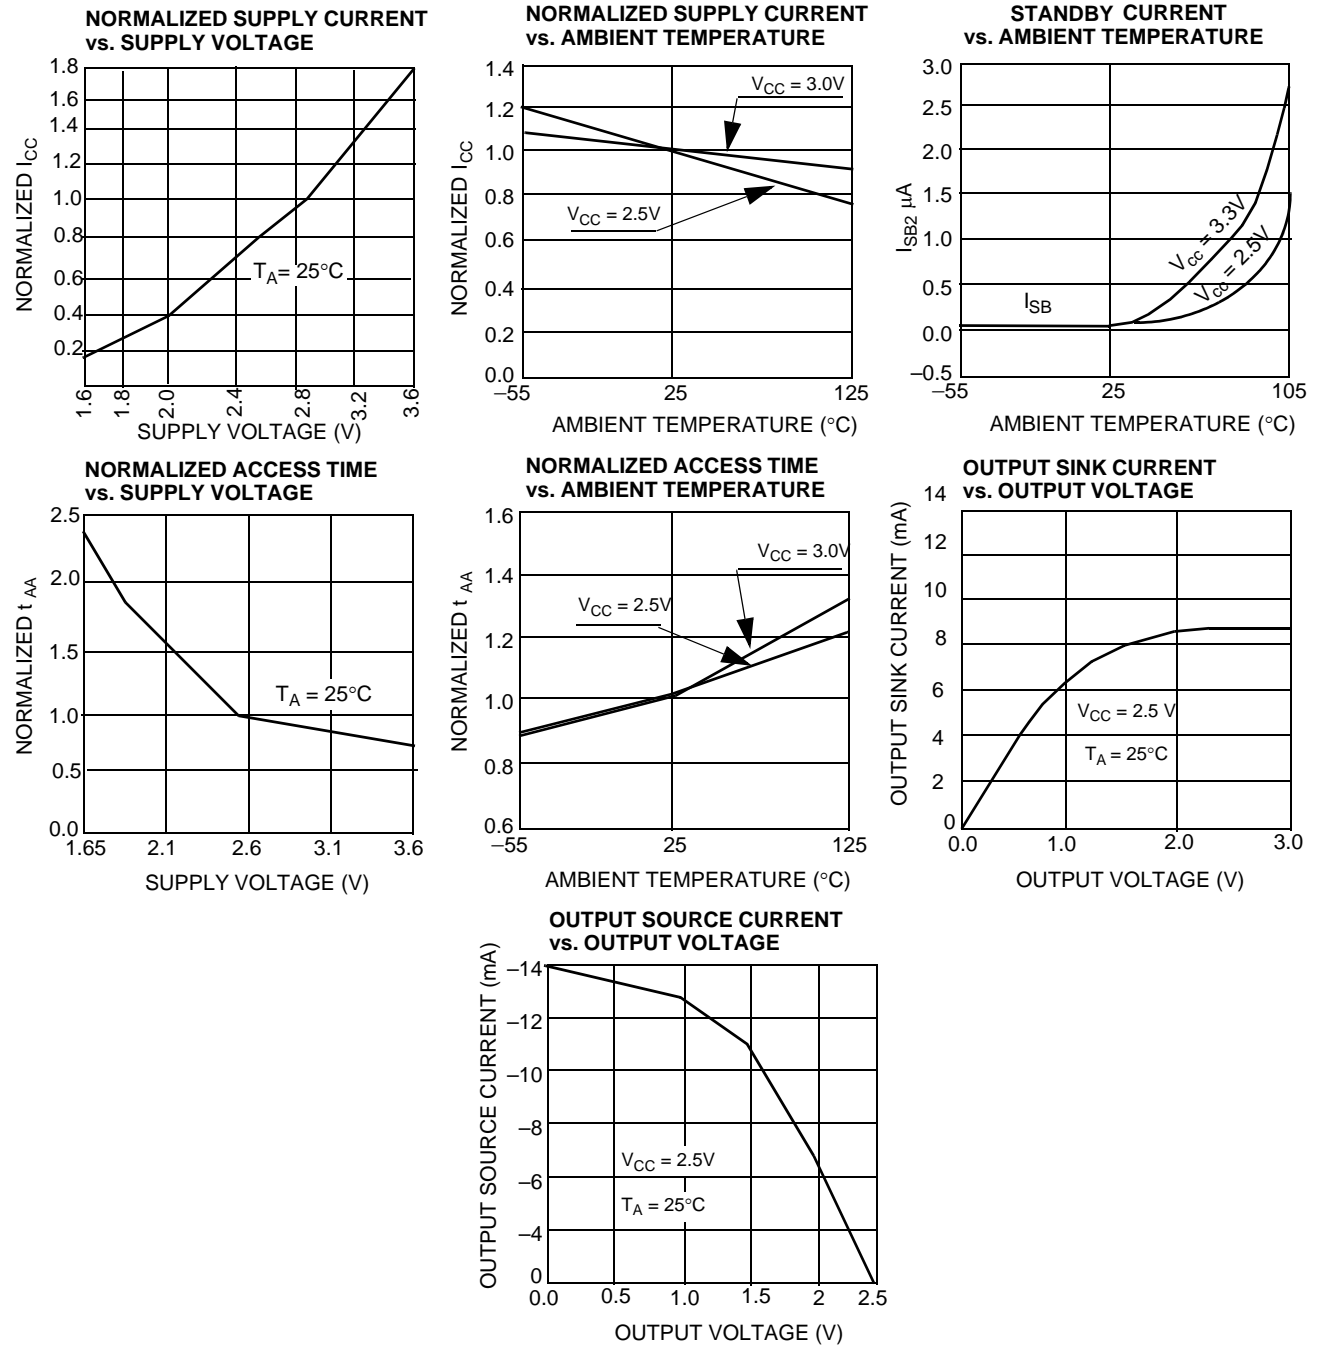 NORMALIZED SUPPLY CURRENT
vs. SUPPLY VOLTAGE
1.8
1.6
1.4
1.2
1.0
0.8
0.6
0.4
0.2
NORMALIZED ICC
TA= 25°C
1.6 1.8 2.0 2.4 2.8 3.2 3.6
SUPPLY VOLTAGE (V)
NORMALIZED SUPPLY CURRENT
vs. AMBIENT TEMPERATURE
1.4
1.2
1.0
0.8
0.6
0.4
0.2
0.0
NORMALIZED ICC
VCC = 3.0V
VCC = 2.5V
–55 25 125
AMBIENT TEMPERATURE (°C)
STANDBY CURRENT
vs. AMBIENT TEMPERATURE
3.0
2.5
2.0
1.5
1.0
0.5
0.0
–0.5
ISB2 µA
VCC = 3.3V
VCC = 2.5V
ISB
–55 25 105
AMBIENT TEMPERATURE (°C)
NORMALIZED ACCESS TIME
vs. SUPPLY VOLTAGE
2.5
2.0
1.5
1.0
0.5
0.0
NORMALIZED tAA
TA = 25°C
1.65 2.1 2.6 3.1 3.6
SUPPLY VOLTAGE (V)
NORMALIZED ACCESS TIME
vs. AMBIENT TEMPERATURE
1.6
1.4
1.2
1.0
0.8
0.6
NORMALIZED tAA
VCC = 3.0V
VCC = 2.5V
–55 25 125
AMBIENT TEMPERATURE (°C)
OUTPUT SINK CURRENT
vs. OUTPUT VOLTAGE
14
12
10
8
6
4
2
0
OUTPUT SINK CURRENT (mA)
VCC = 2.5 V
TA = 25°C
0.0 1.0 2.0 3.0
OUTPUT VOLTAGE (V)
OUTPUT SOURCE CURRENT
vs. OUTPUT VOLTAGE
–14
–12
–10
–8
–6
–4
0
OUTPUT SOURCE CURRENT (mA)
VCC = 2.5V
TA = 25°C
0.0 0.5 1.0 1.5 2 2.5
OUTPUT VOLTAGE (V)